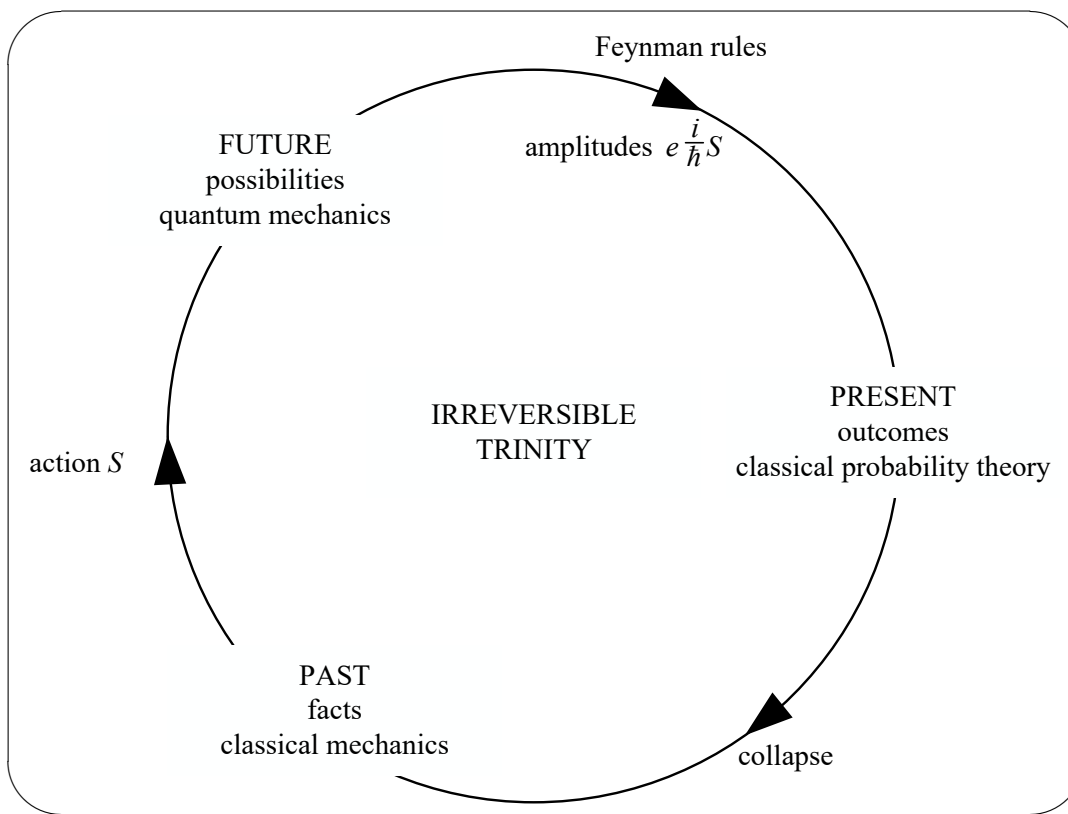 Feynman rules
amplitudes e i/ħ S
FUTURE
possibilities
quantum mechanics
PRESENT
outcomes
classical probability theory
IRREVERSIBLE
TRINITY
action S
PAST
facts
classical mechanics
collapse